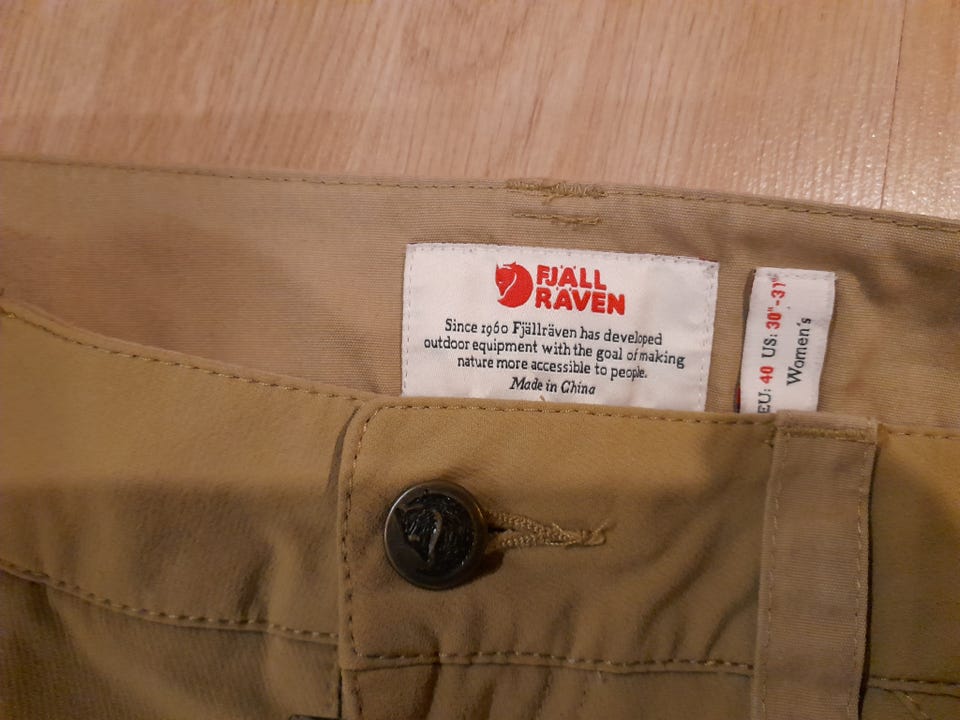 FJÄLL
RÄVEN
Since 1960 Fjällräven has developed
outdoor equipment with the goal of making
nature more accessible to people.
Made in China
EU: 40 US: 30"-31"
Women's